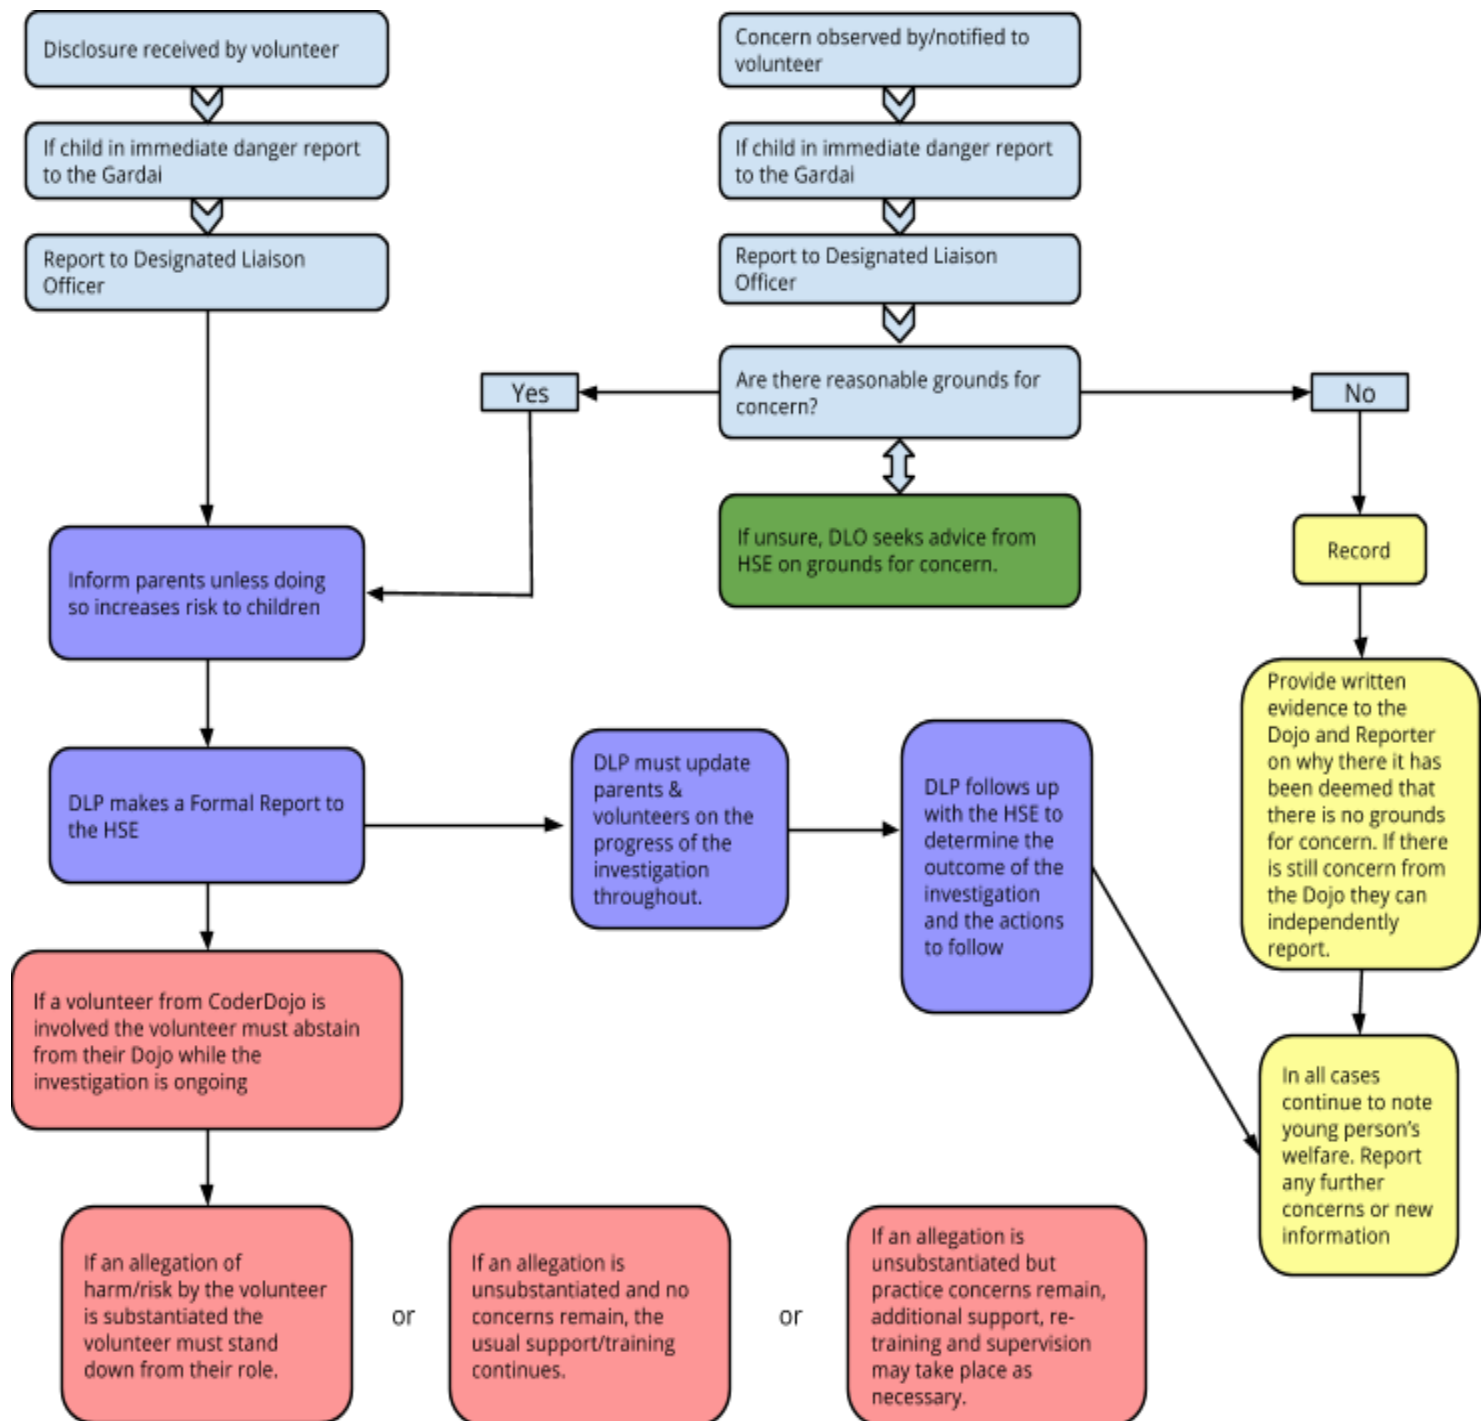 Disclosure received by volunteer
If child in immediate danger report
to the Gardai
Report to Designated Liaison
Officer
Concern observed by/notified to
volunteer
If child in immediate danger report
to the Gardai
Report to Designated Liaison
Officer
Are there reasonable grounds for
concern?
Yes
No
If unsure, DLO seeks advice from
HSE on grounds for concern.
Record
Inform parents unless doing
so increases risk to children
Provide written
evidence to the
Dojo and Reporter
on why there it has
been deemed that
there is no grounds
for concern. If there
is still concern from
the Dojo they can
independently
report.
DLP makes a Formal Report to
the HSE
DLP must update
parents &
volunteers on the
progress of the
investigation
throughout.
DLP follows up
with the HSE to
determine the
outcome of the
investigation
and the actions
to follow
If a volunteer from CoderDojo is
involved the volunteer must abstain
from their Dojo while the
investigation is ongoing
In all cases
continue to note
young person's
welfare. Report
any further
concerns or new
information
If an allegation of
harm/risk by the volunteer
is substantiated the
volunteer must stand
down from their role.
or
If an allegation is
unsubstantiated and no
concerns remain, the
usual support/training
continues.
or
If an allegation is
unsubstantiated but
practice concerns remain,
additional support, re-
training and supervision
may take place as
necessary.